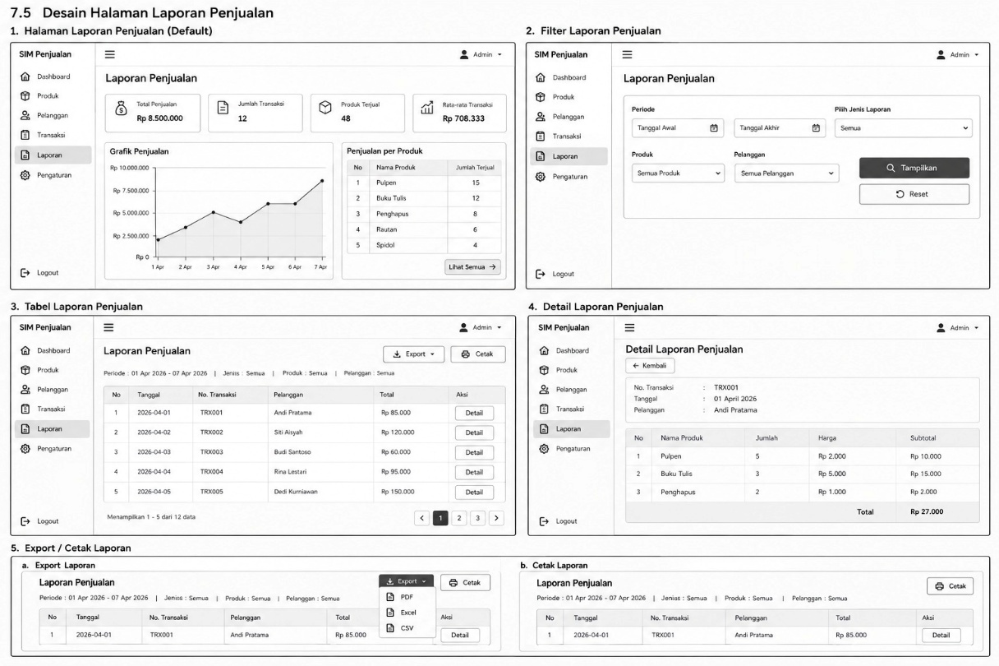 7.5 Desain Halaman Laporan Penjualan
1. Halaman Laporan Penjualan (Default)
SIM Penjualan
Admin
Dashboard
Produk
Pelanggan
Transaksi
Laporan
Pengaturan
Logout
Laporan Penjualan
Total Penjualan
Rp 8.500.000
Jumlah Transaksi
12
Produk Terjual
48
Rata-rata Transaksi
Rp 708.333
Grafik Penjualan
Rp 10.000.000
Rp 7.500.000
Rp 5.000.000
Rp 2.500.000
Rp 0
1 Apr 2 Apr 3 Apr 4 Apr 5 Apr 6 Apr 7 Apr
Penjualan per Produk
No Nama Produk Jumlah Terjual
1 Pulpen 15
2 Buku Tulis 12
3 Penghapus 8
4 Rautan 6
5 Spidol 4
Lihat Semua →
2. Filter Laporan Penjualan
SIM Penjualan
Admin
Dashboard
Produk
Pelanggan
Transaksi
Laporan
Pengaturan
Logout
Laporan Penjualan
Periode Pilih Jenis Laporan
Tanggal Awal Tanggal Akhir Semua
Produk Pelanggan
Semua Produk Semua Pelanggan
Tampilkan
Reset
3. Tabel Laporan Penjualan
SIM Penjualan
Admin
Dashboard
Produk
Pelanggan
Transaksi
Laporan
Pengaturan
Logout
Laporan Penjualan
Export Cetak
Periode : 01 Apr 2026 - 07 Apr 2026 | Jeniis : Semua | Produk : Semua | Pelanggan : Semua
No Tanggal No. Transaksi Pelanggan Total Aksi
1 2026-04-01 TRX001 Andi Pratama Rp 85.000 Detail
2 2026-04-02 TRX002 Siti Aisyah Rp 120.000 Detail
3 2026-04-03 TRX003 Budi Santoso Rp 60.000 Detail
4 2026-04-04 TRX004 Rina Lestari Rp 95.000 Detail
5 2026-04-05 TRX005 Dedi Kurniawan Rp 150.000 Detail
Menampilkan 1 - 5 dari 12 data
< 1 2 3 >
4. Detail Laporan Penjualan
SIM Penjualan
Admin
Dashboard
Produk
Pelanggan
Transaksi
Laporan
Pengaturan
Logout
Detail Laporan Penjualan
← Kembali
No. Transaksi : TRX001
Tanggal : 01 April 2026
Pelanggan : Andi Pratama
No Nama Produk Jumlah Harga Subtotal
1 Pulpen 5 Rp 2.000 Rp 10.000
2 Buku Tulis 3 Rp 5.000 Rp 15.000
3 Penghapus 2 Rp 1.000 Rp 2.000
Total Rp 27.000
5. Export / Cetak Laporan
a. Export Laporan
Laporan Penjualan
Export Cetak
PDF
Excel
CSV
Periode : 01 Apr 2026 - 07 Apr 2026 | Jeniss : Semua | Produk : Semua | Pelanggan : Semua
No Tanggal No. Transaksi Pelanggan Total Aksi
1 2026-04-01 TRX001 Andi Pratama Rp 85.000 Detail
b. Cetak Laporan
Laporan Penjualan
Cetak
Periode : 01 Apr 2026 - 07 Apr 2026 | Jeniss : Semua | Produk : Semua | Pelanggan : Semua
No Tanggal No. Transaksi Pelanggan Total Aksi
1 2026-04-01 TRX001 Andi Pratama Rp 85.000 Detail